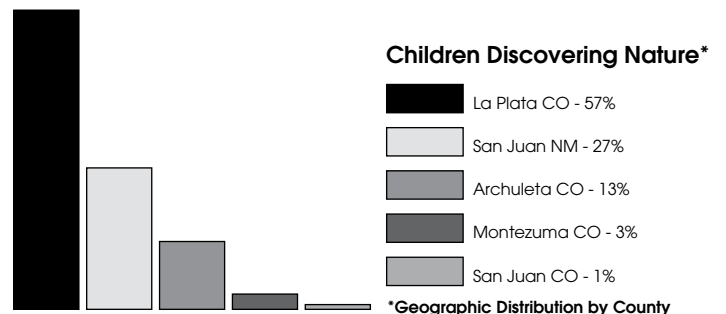 Children Discovering Nature*
La Plata CO - 57%
San Juan NM - 27%
Archuleta CO - 13%
Montezuma CO - 3%
San Juan CO - 1%
*Geographic Distribution by County